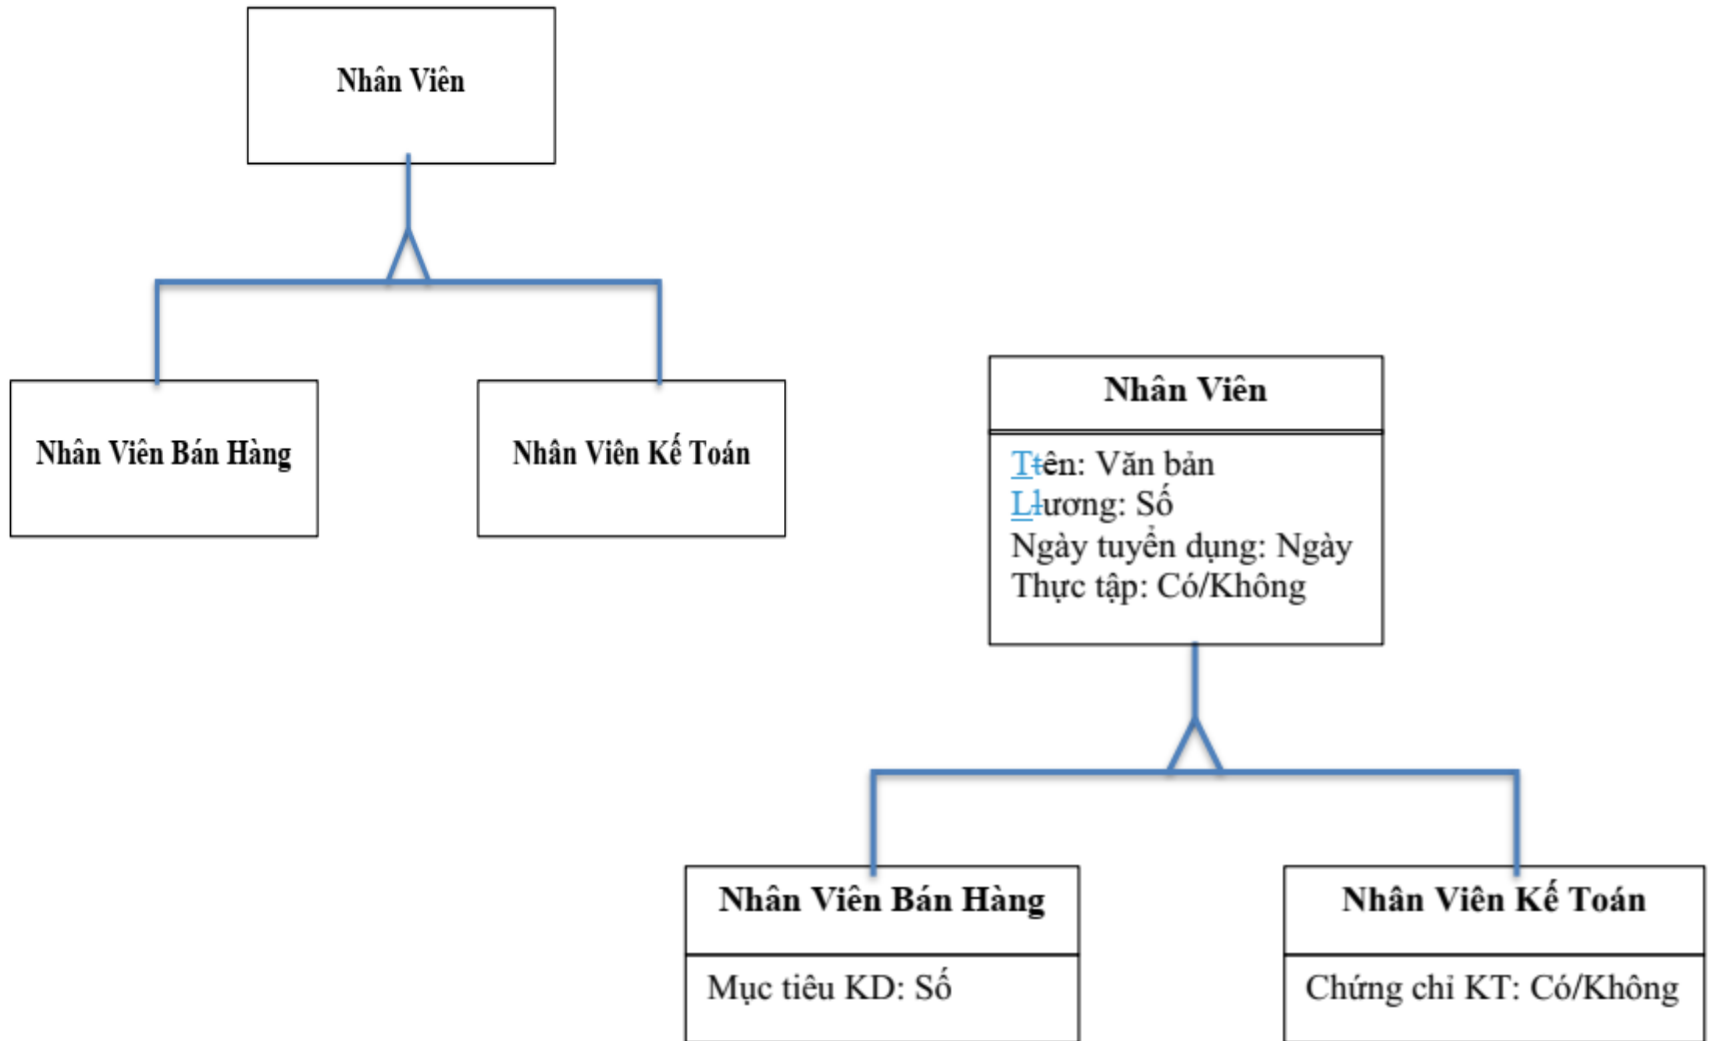 Nhân Viên
Nhân Viên Bán Hàng
Nhân Viên Kế Toán
Nhân Viên
Ttên: Văn bản
Llương: Số
Ngày tuyển dụng: Ngày
Thực tập: Có/Không
Nhân Viên Bán Hàng
Mục tiêu KD: Số
Nhân Viên Kế Toán
Chứng chỉ KT: Có/Không